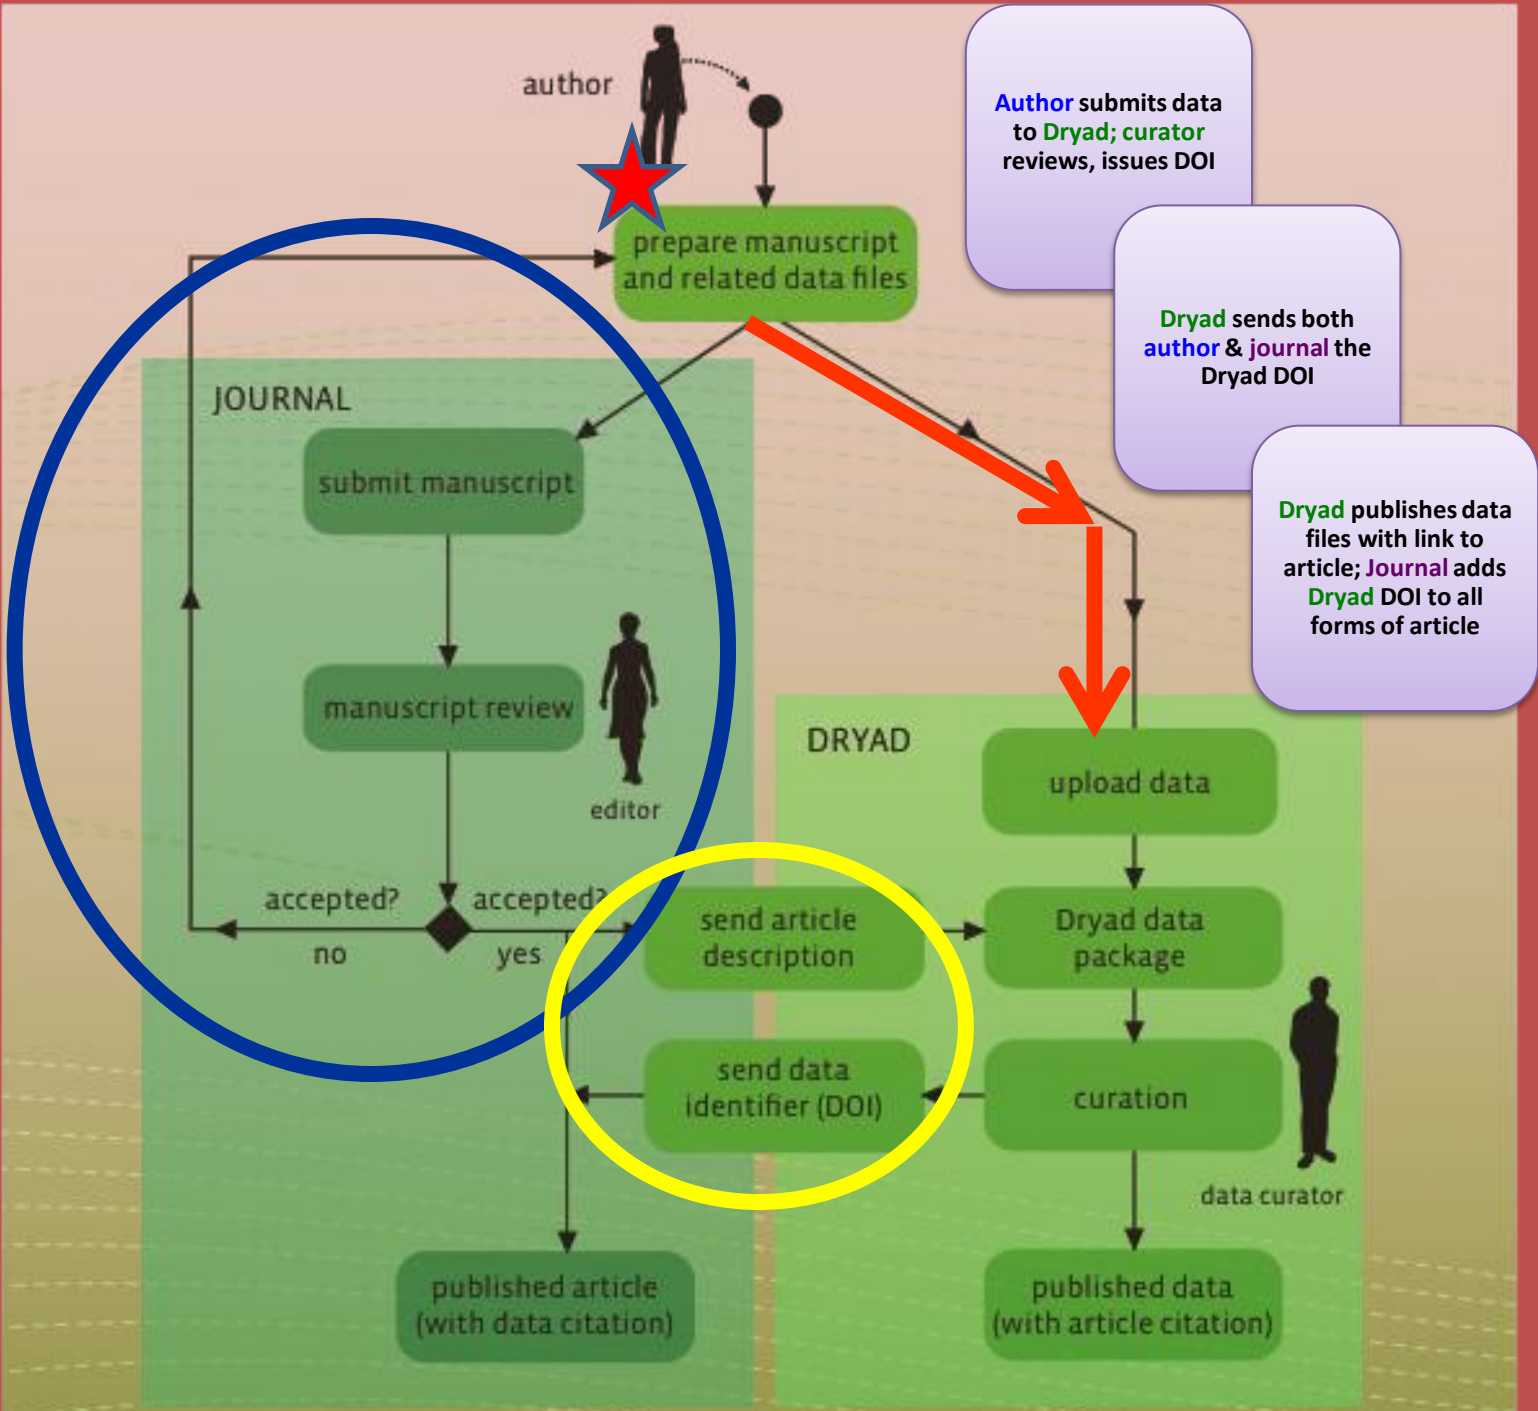 author
Author submits data
to Dryad; curator
reviews, issues DOI
prepare manuscript
and related data files
Dryad sends both
author & journal the
Dryad DOI
JOURNAL
submit manuscript
Dryad publishes data
files with link to
article; Journal adds
Dryad DOI to all
forms of article
manuscript review
editor
DRYAD
upload data
accepted?
no
accepted?
yes
send article
description
Dryad data
package
send data
identifier (DOI)
curation
data curator
published article
(with data citation)
published data
(with article citation)